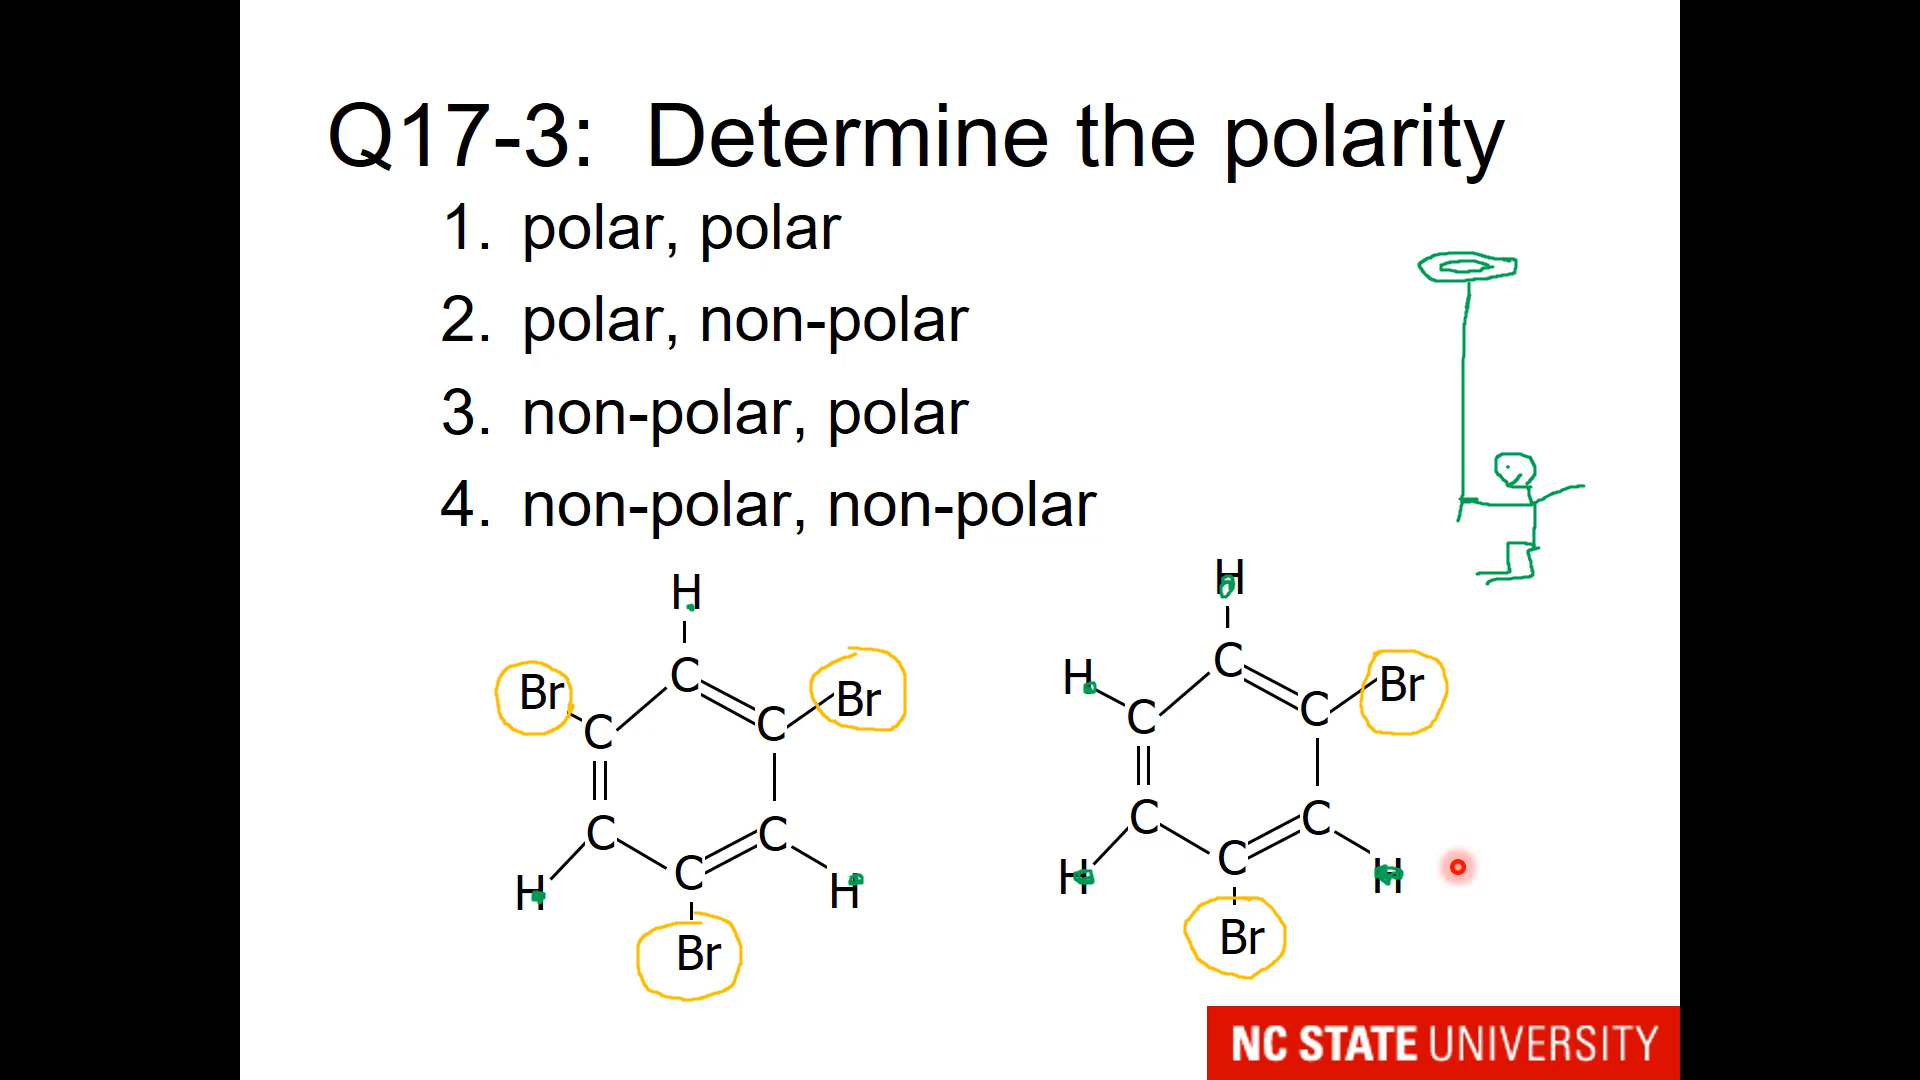 Q17-3: Determine the polarity
1. polar, polar
2. polar, non-polar
3. non-polar, polar
4. non-polar, non-polar
H
H
Br
Br
H
Br
C
C
C
C
C
C
C
C
C
C
C
C
H
H
H
H
Br
Br
NC STATE UNIVERSITY